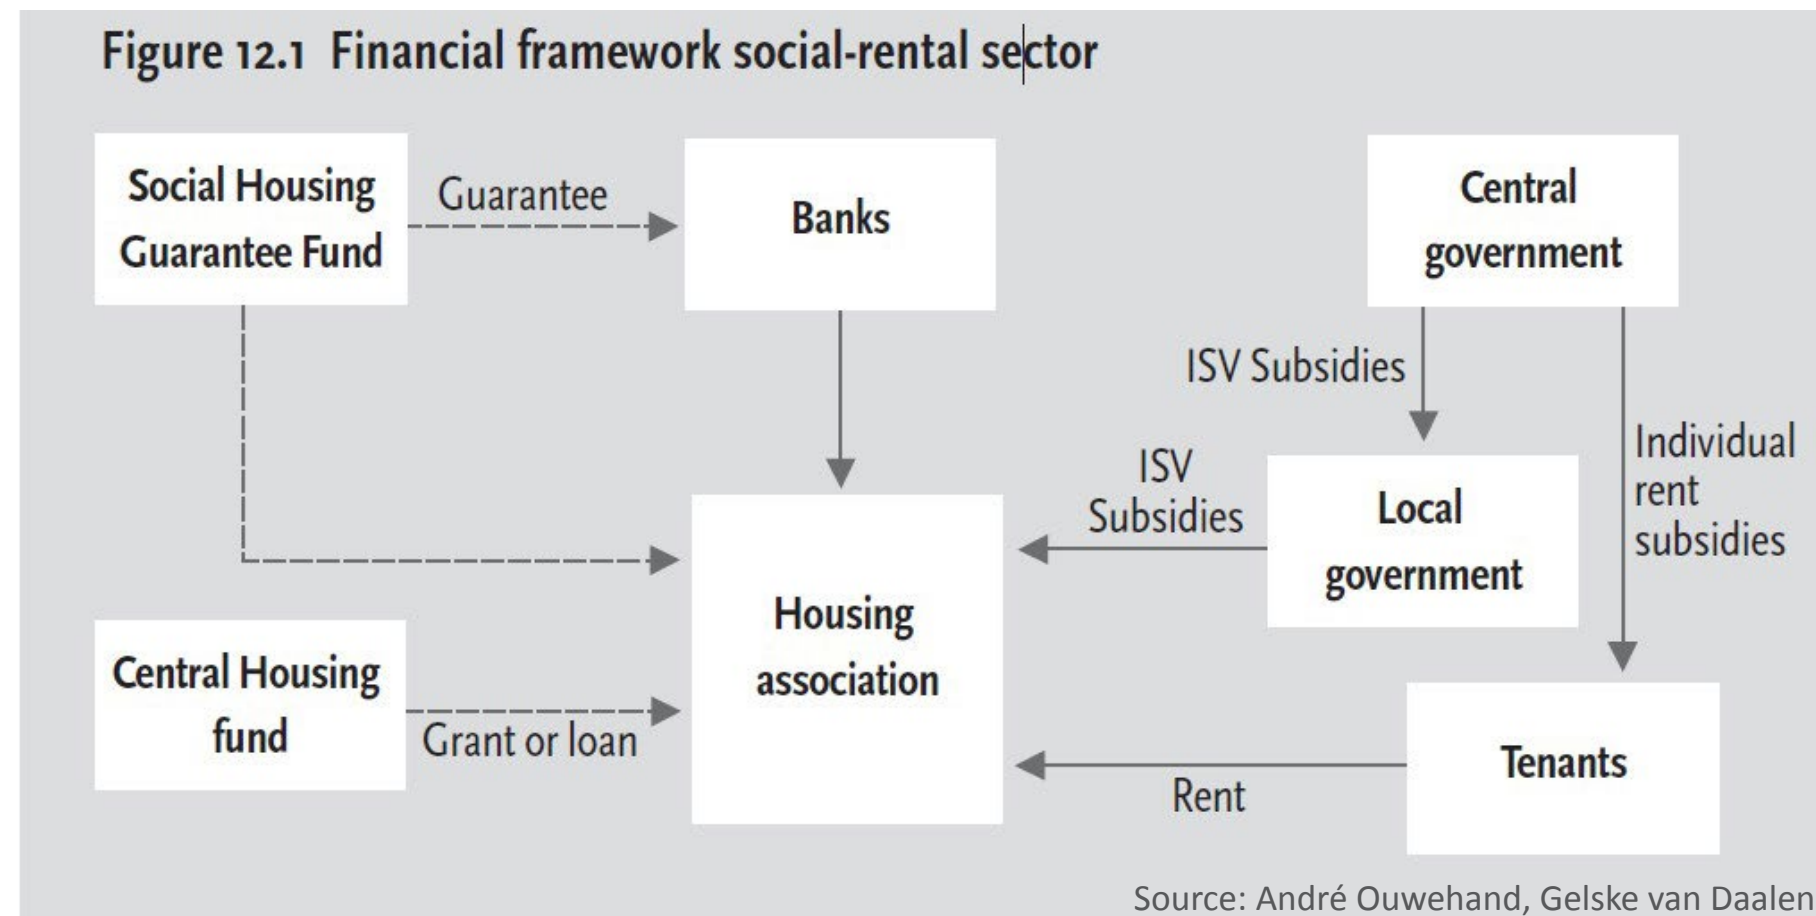 Figure 12.1 Financial framework social-rental sector
Social Housing
Guarantee Fund
Guarantee
Banks
Central
government
ISV Subsidies
Individual
rent
subsidies
ISV
Subsidies
Local
government
Housing
association
Central Housing
fund
Grant or loan
Rent
Tenants
Source: André Ouwehand, Gelske van Daalen